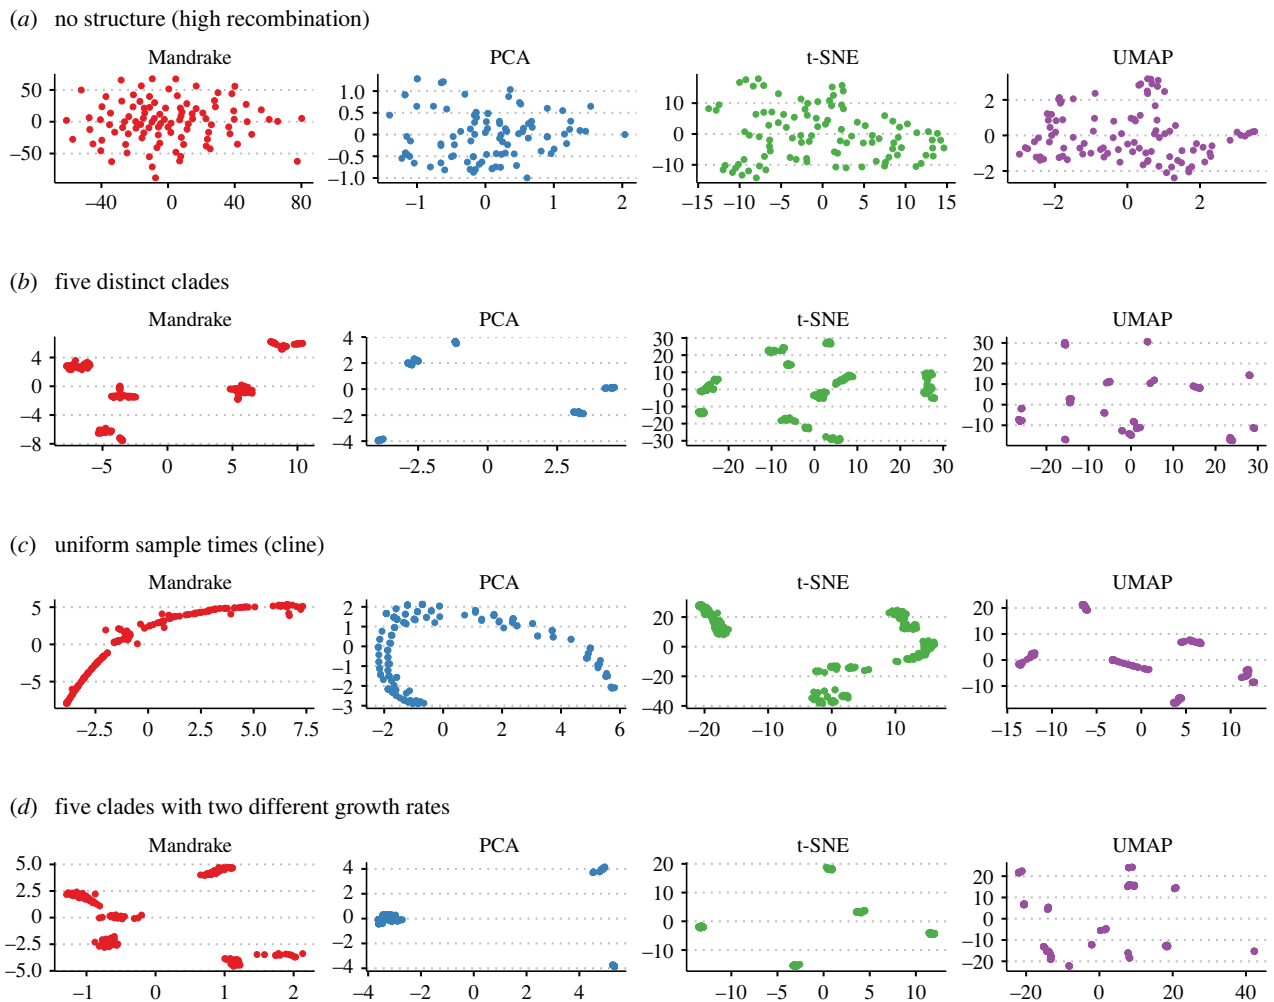 (a) no structure (high recombination)
Mandrake PCA t-SNE UMAP
50
0
−50
−40 0 40 80
1.0
0.5
0
−0.5
−1.0
−1 0 1 2
10
0
−10
−15 −10 −5 0 5 10 15
2
0
−2
−2 0 2
(b) five distinct clades
Mandrake PCA t-SNE UMAP
4
0
−4
−8
−5 0 5 10
4
2
0
−2
−4
−2.5 0 2.5
30
20
10
0
−10
−20
−30
−20 −10 0 10 20 30
30
20
10
0
−10
−20 −10 0 10 20 30
(c) uniform sample times (cline)
Mandrake PCA t-SNE UMAP
5
0
−5
−2.5 0 2.5 5.0 7.5
2
1
0
−1
−2
−3
−2 0 2 4 6
20
0
−20
−40
−20 −10 0 10
20
10
0
−10
−15 −10 −5 0 5 10
(d) five clades with two different growth rates
Mandrake PCA t-SNE UMAP
5.0
2.5
0
−2.5
−5.0
−1 0 1 2
4
2
0
−2
−4
−4 −2 0 2 4
20
10
0
−10
−10 −5 0 5 10
20
10
0
−10
−20
−20 0 20 40